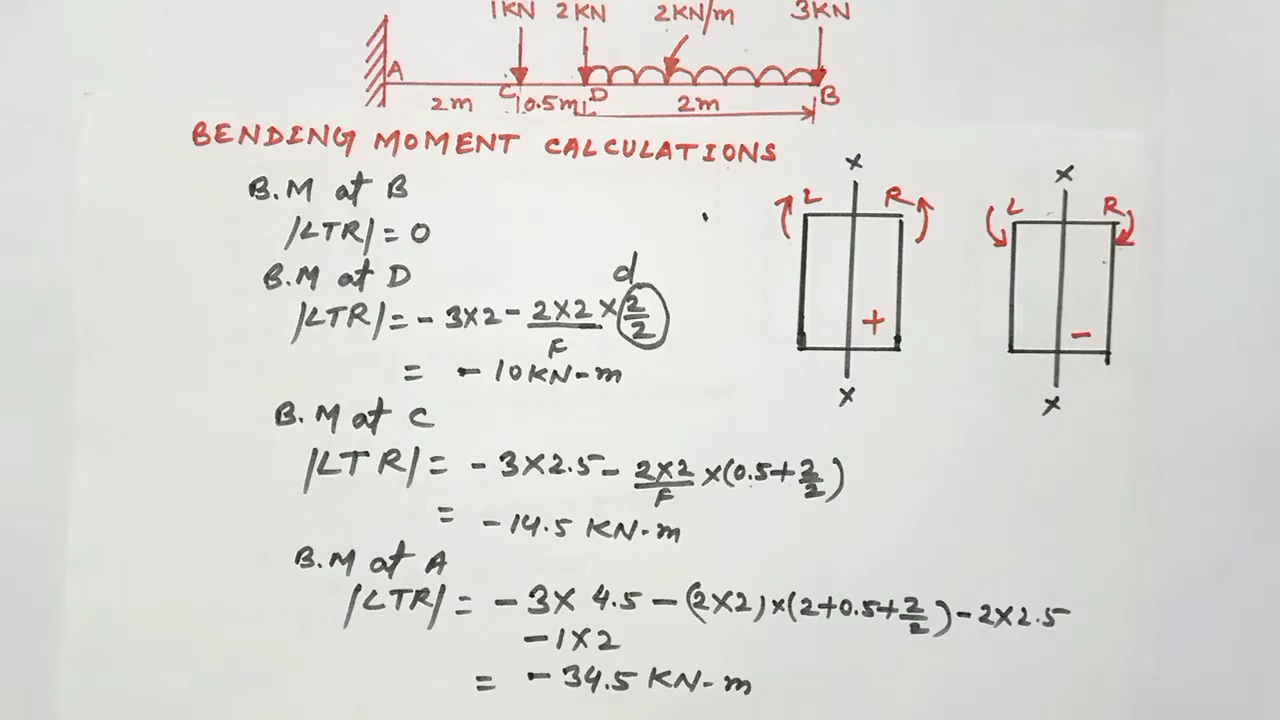 1KN 2KN 2KN/m 3KN
A C D B
2m 0.5m 2m
BENDING MOMENT CALCULATIONS
B.M at B
/LTR/ = 0
B.M at D
d
/LTR/ = - 3×2 - 2×2 × 2/2
F
= - 10KN-m
B.M at C
/LTR/ = - 3×2.5 - 2×2 ×(0.5+2/2)
F
= -14.5 KN-m
B.M at A
/LTR/ = - 3× 4.5 - (2×2)×(2+0.5+2/2) - 2×2.5
-1×2
= - 34.5 KN-m
X
L R
+
X
X
L R
-
X